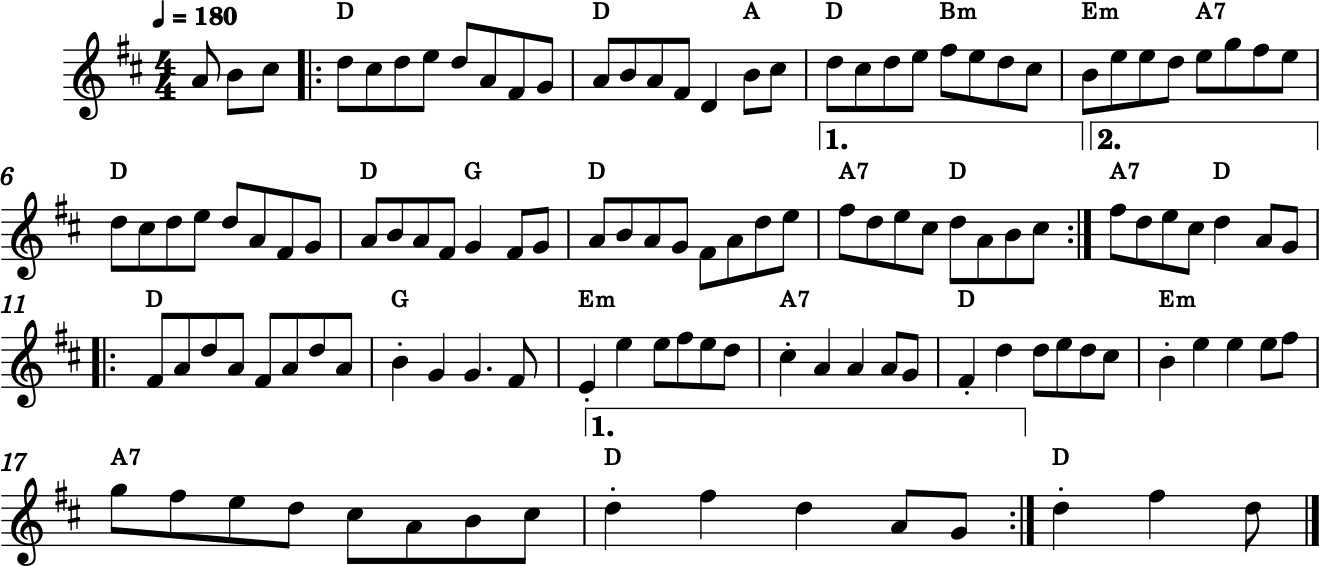 ♩ = 180
D D A D Bm Em A7
1. 2.
6 D D G D A7 D A7 D
11 D G Em A7 D Em
1.
17 A7 D D